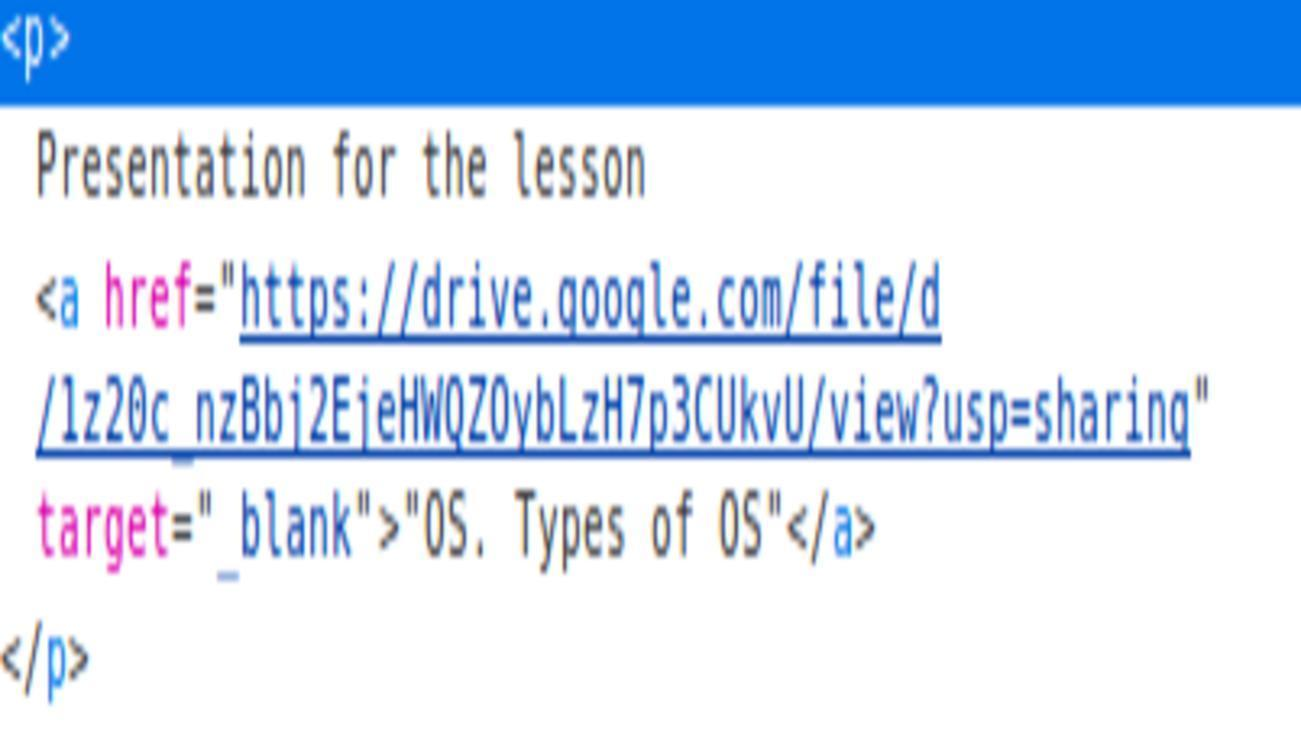 <p>
Presentation for the lesson
<a href="https://drive.google.com/file/d
/1z20c_nzBbj2EjeHWQZOybLzH7p3CUkvU/view?usp=sharing"
target="_blank">"OS. Types of OS"</a>
</p>